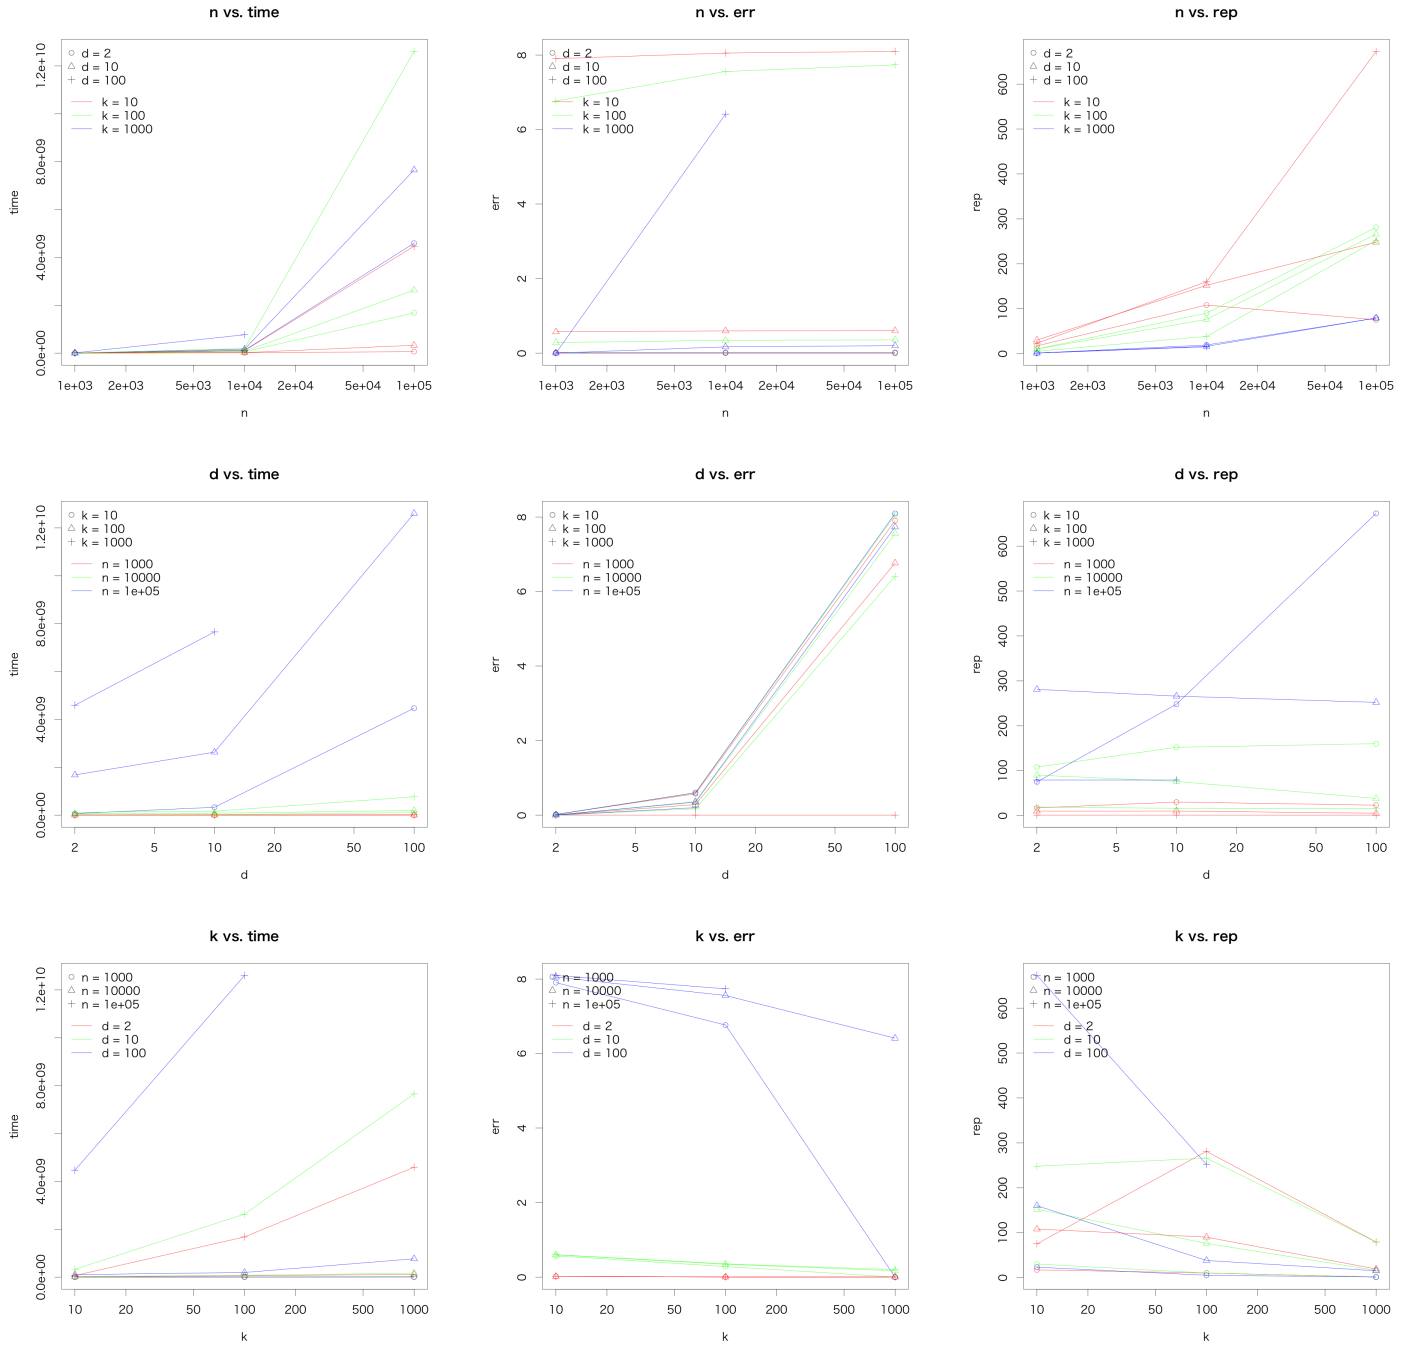 n vs. time
d = 2
d = 10
d = 100
k = 10
k = 100
k = 1000
time
0.0e+00
4.0e+09
8.0e+09
1.2e+10
1e+03
2e+03
5e+03
1e+04
2e+04
5e+04
1e+05
n
n vs. err
d = 2
d = 10
d = 100
k = 10
k = 100
k = 1000
err
0
2
4
6
8
1e+03
2e+03
5e+03
1e+04
2e+04
5e+04
1e+05
n
n vs. rep
d = 2
d = 10
d = 100
k = 10
k = 100
k = 1000
rep
0
100
200
300
400
500
600
1e+03
2e+03
5e+03
1e+04
2e+04
5e+04
1e+05
n
d vs. time
k = 10
k = 100
k = 1000
n = 1000
n = 10000
n = 1e+05
time
0.0e+00
4.0e+09
8.0e+09
1.2e+10
2
5
10
20
50
100
d
d vs. err
k = 10
k = 100
k = 1000
n = 1000
n = 10000
n = 1e+05
err
0
2
4
6
8
2
5
10
20
50
100
d
d vs. rep
k = 10
k = 100
k = 1000
n = 1000
n = 10000
n = 1e+05
rep
0
100
200
300
400
500
600
2
5
10
20
50
100
d
k vs. time
n = 1000
n = 10000
n = 1e+05
d = 2
d = 10
d = 100
time
0.0e+00
4.0e+09
8.0e+09
1.2e+10
10
20
50
100
200
500
1000
k
k vs. err
n = 1000
n = 10000
n = 1e+05
d = 2
d = 10
d = 100
err
0
2
4
6
8
10
20
50
100
200
500
1000
k
k vs. rep
n = 1000
n = 10000
n = 1e+05
d = 2
d = 10
d = 100
rep
0
100
200
300
400
500
600
10
20
50
100
200
500
1000
k